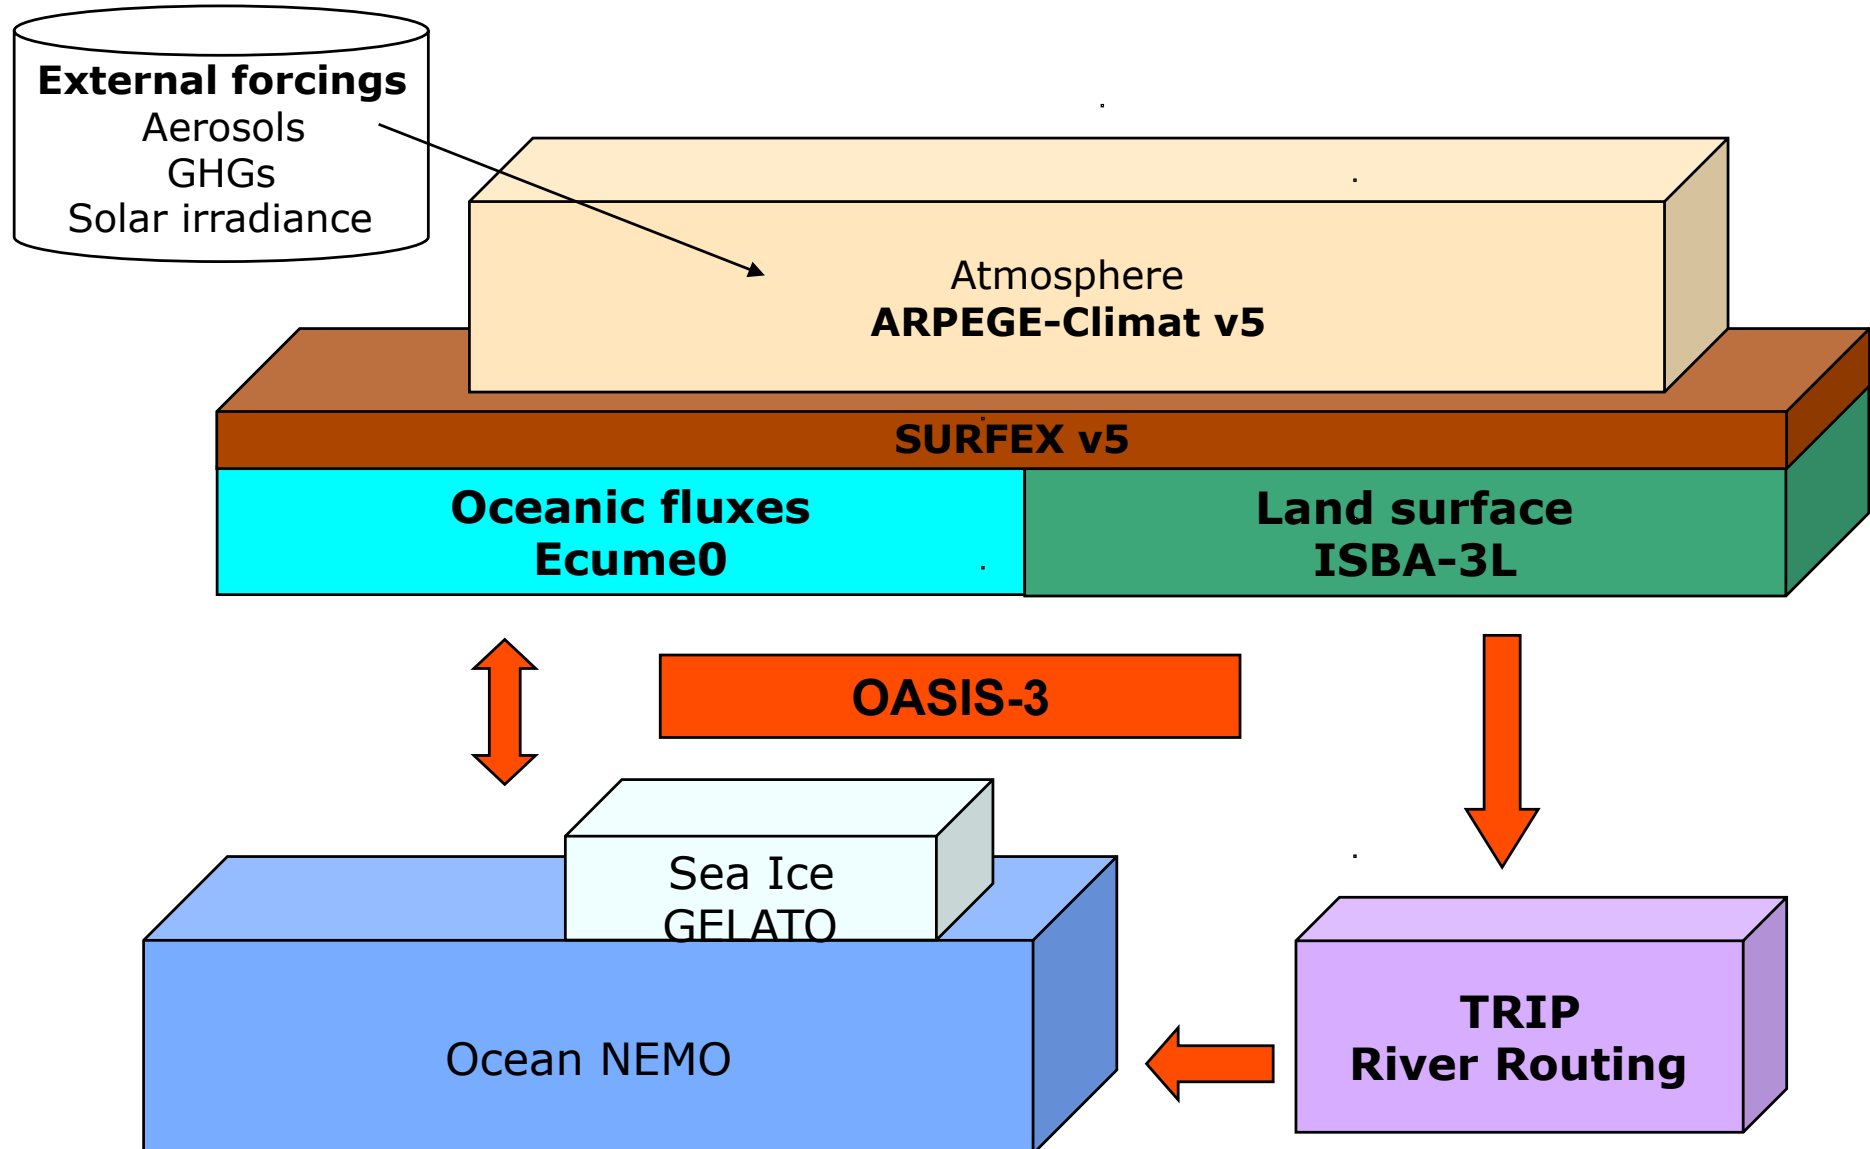 External forcings
Aerosols
GHGs
Solar irradiance
Atmosphere
ARPEGE-Climat v5
SURFEX v5
Oceanic fluxes
Ecume0
Land surface
ISBA-3L
OASIS-3
Sea Ice
GELATO
Ocean NEMO
TRIP
River Routing